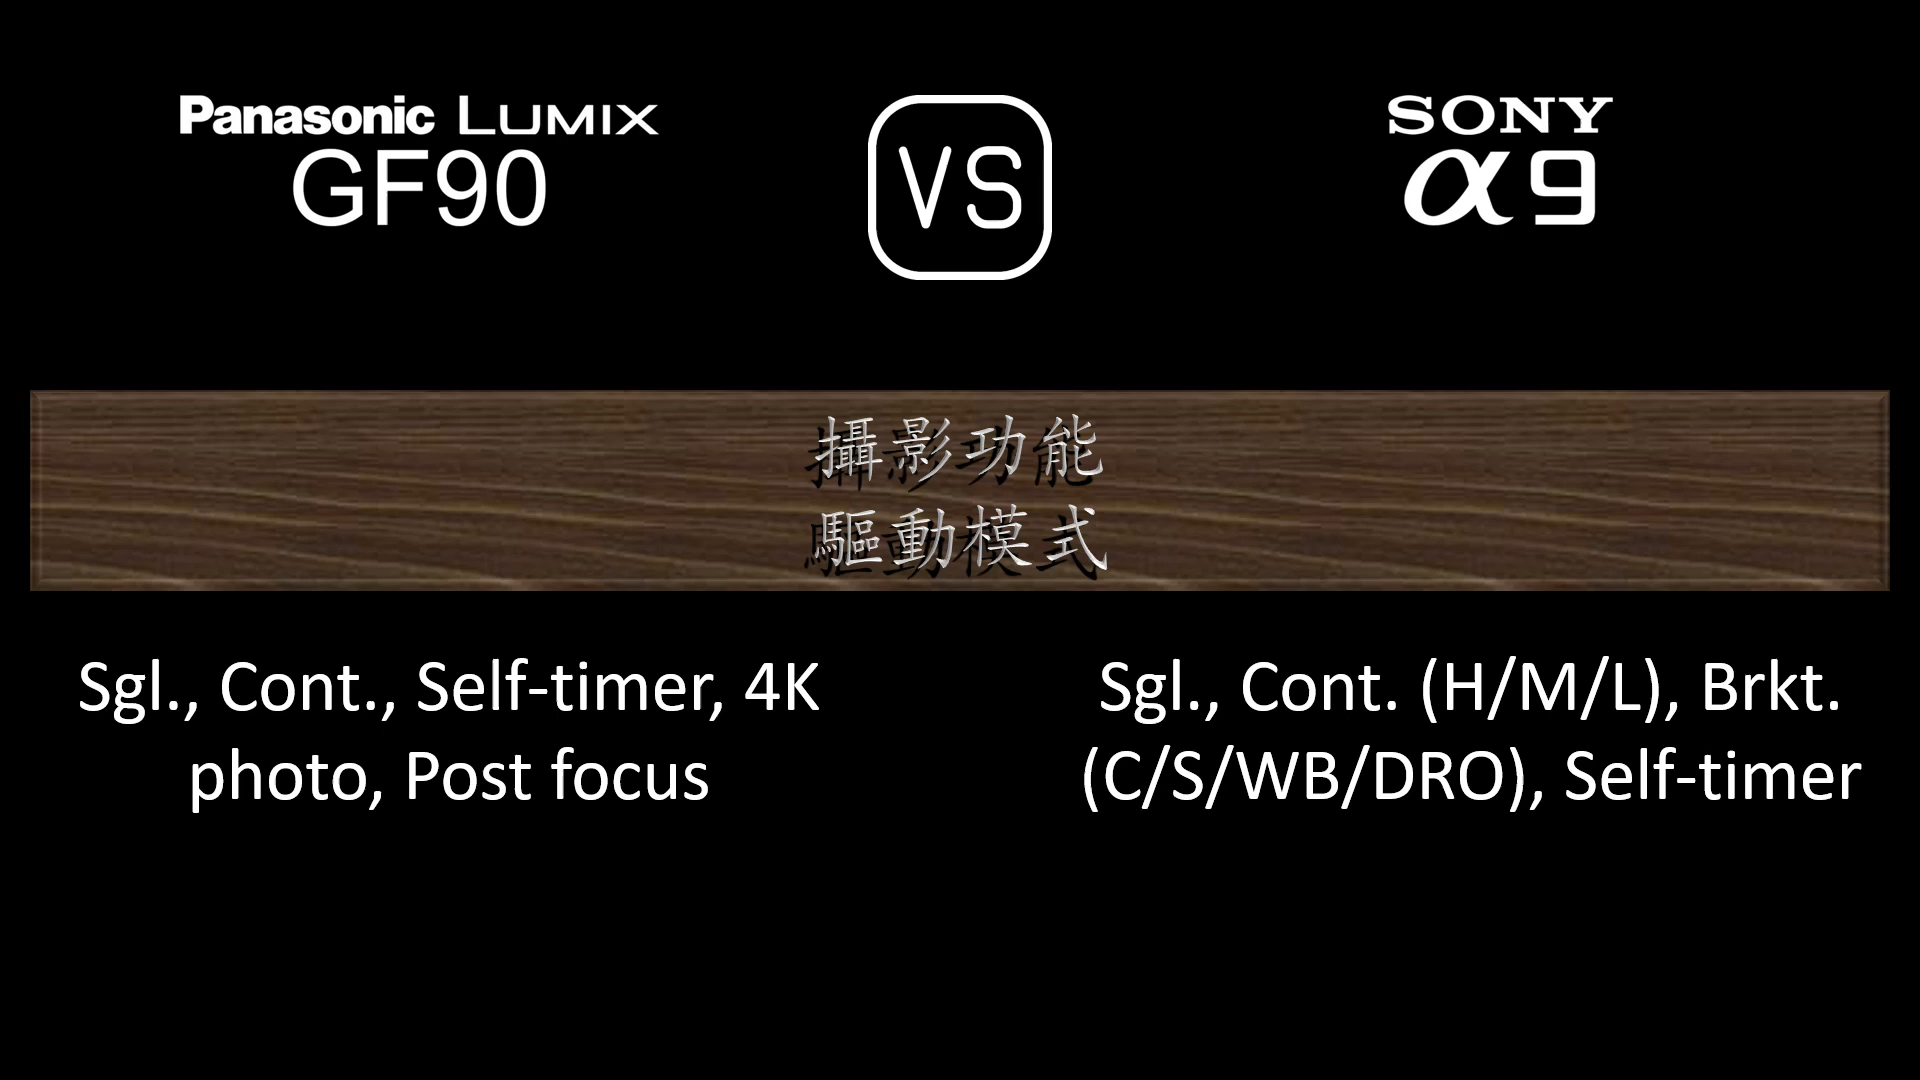 Panasonic LUMIX
GF90
VS
SONY
α9
攝影功能
驅動模式
Sgl., Cont., Self-timer, 4K
photo, Post focus
Sgl., Cont. (H/M/L), Brkt.
(C/S/WB/DRO), Self-timer